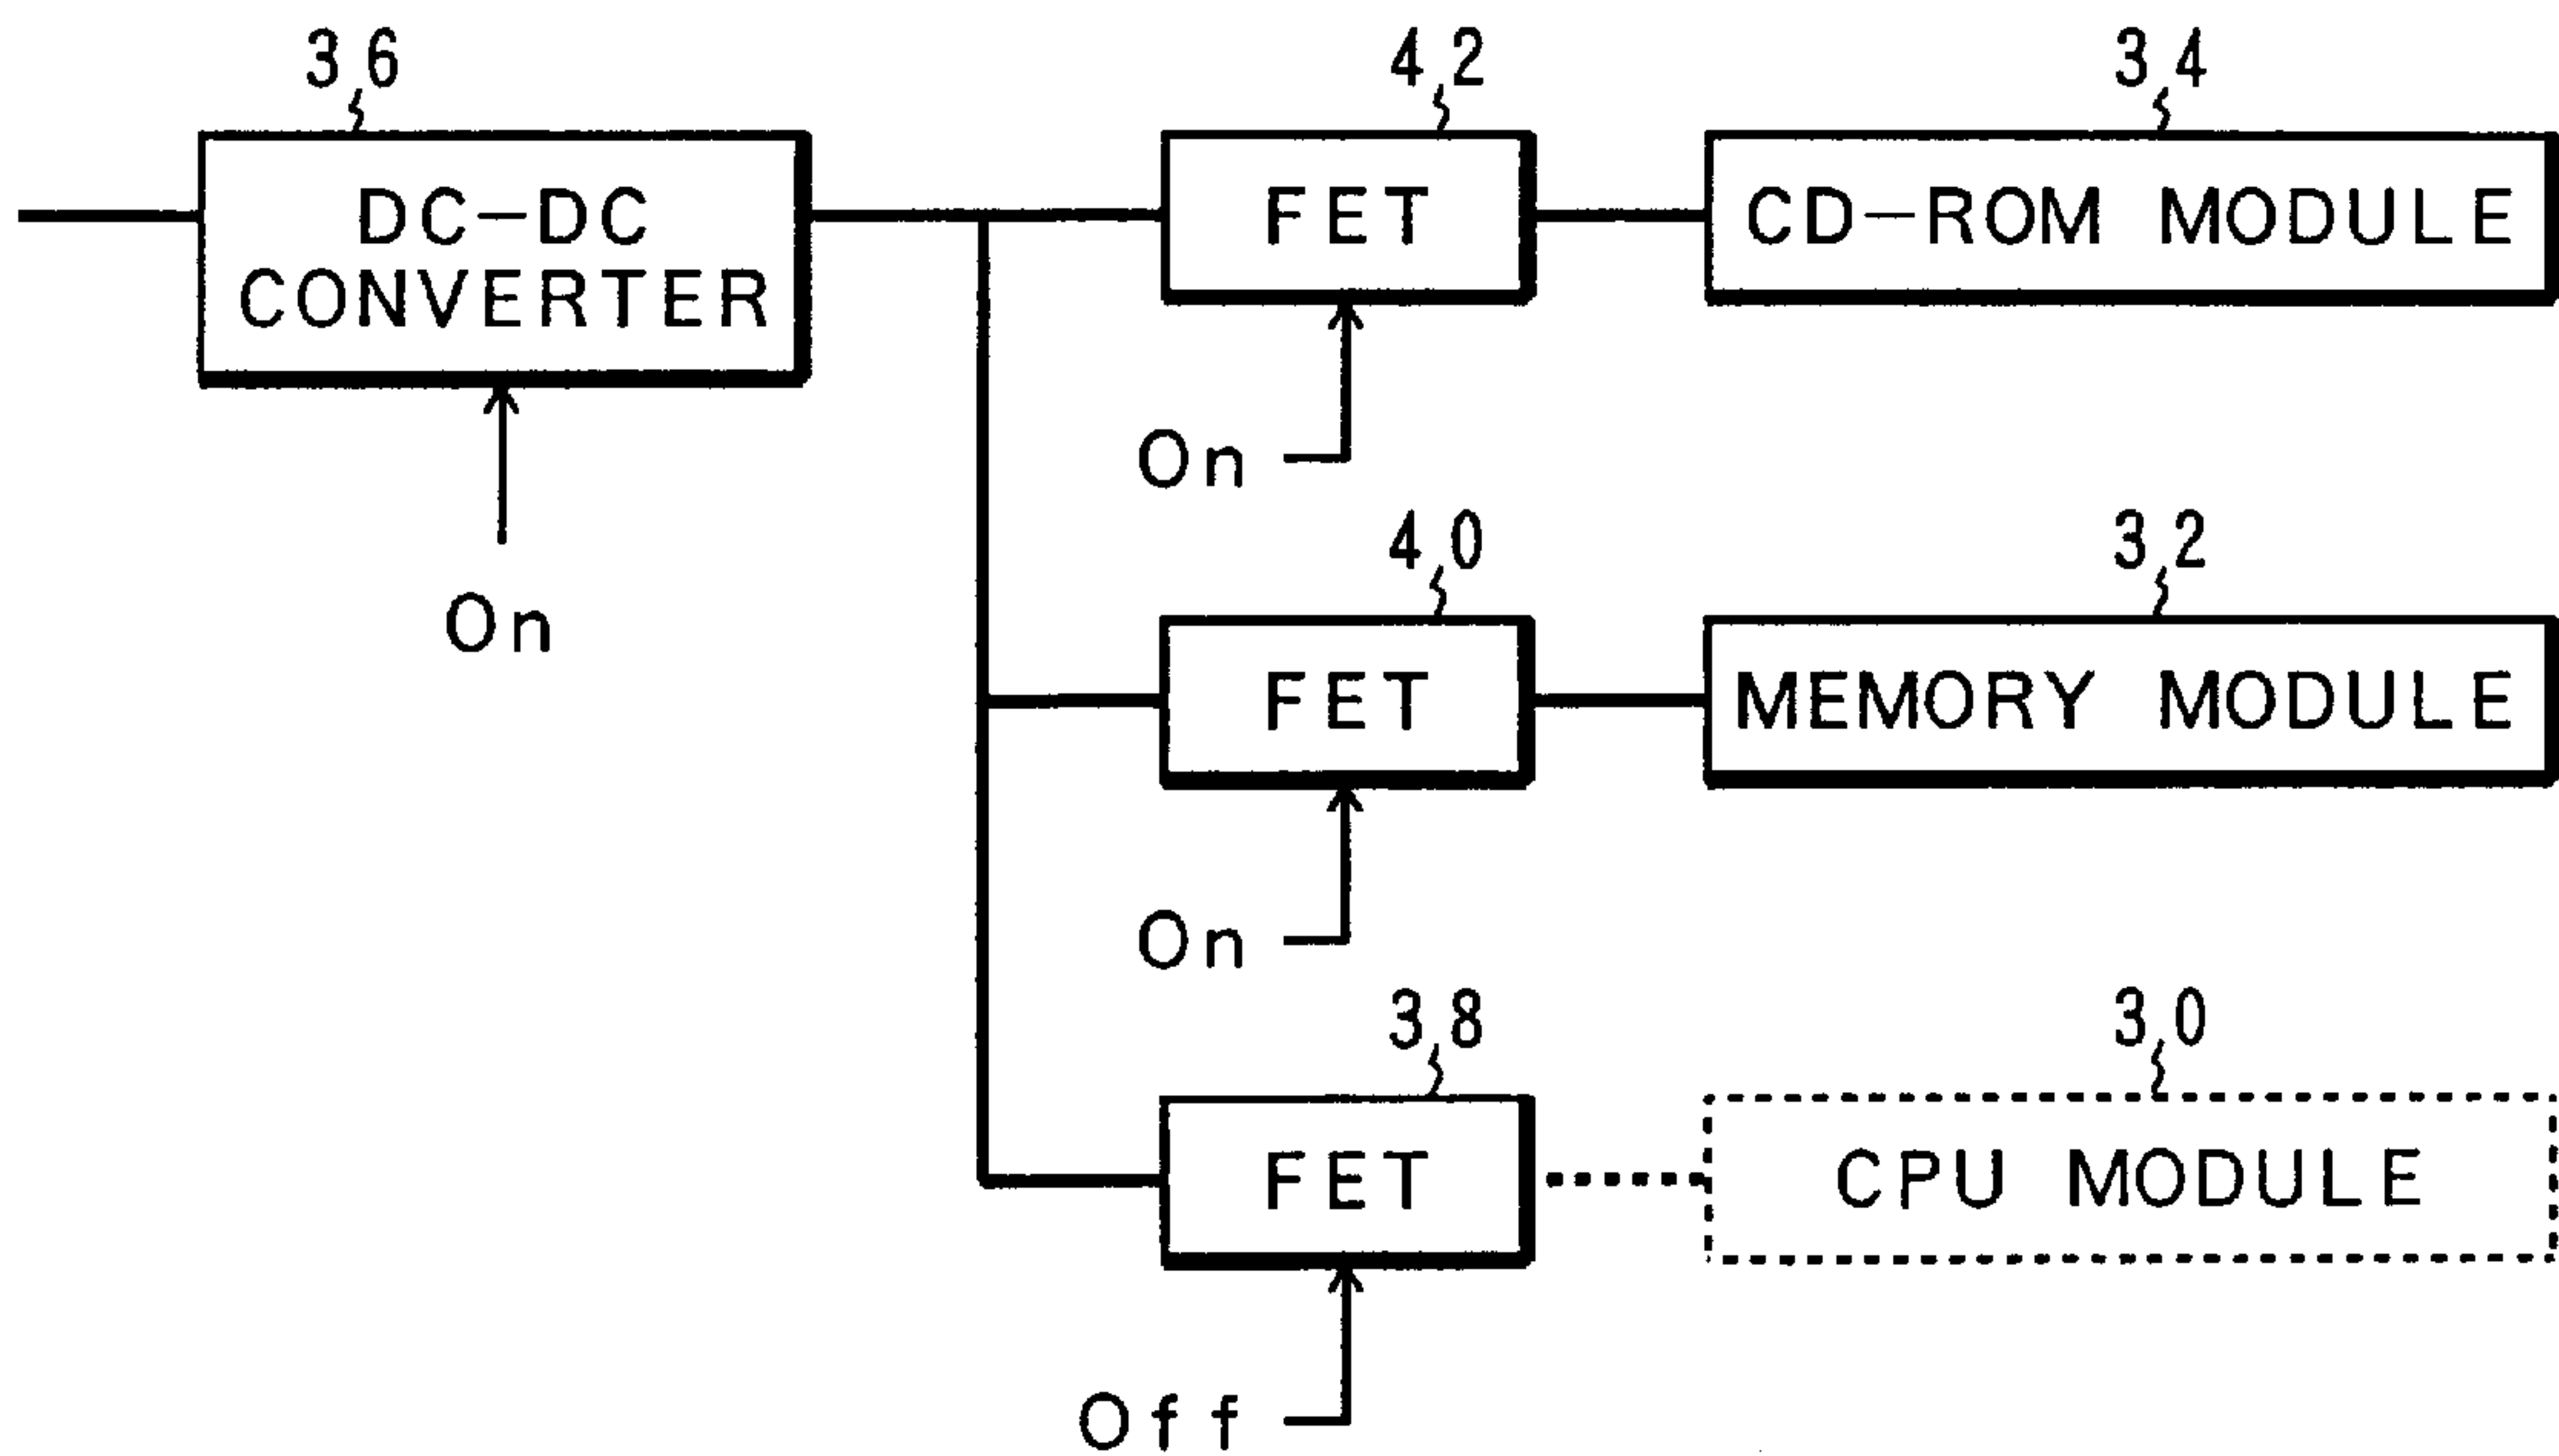 36
42
34
DC-DC
CONVERTER
FET
CD-ROM MODULE
On
On
40
32
FET
MEMORY MODULE
On
38
30
FET
CPU MODULE
Off